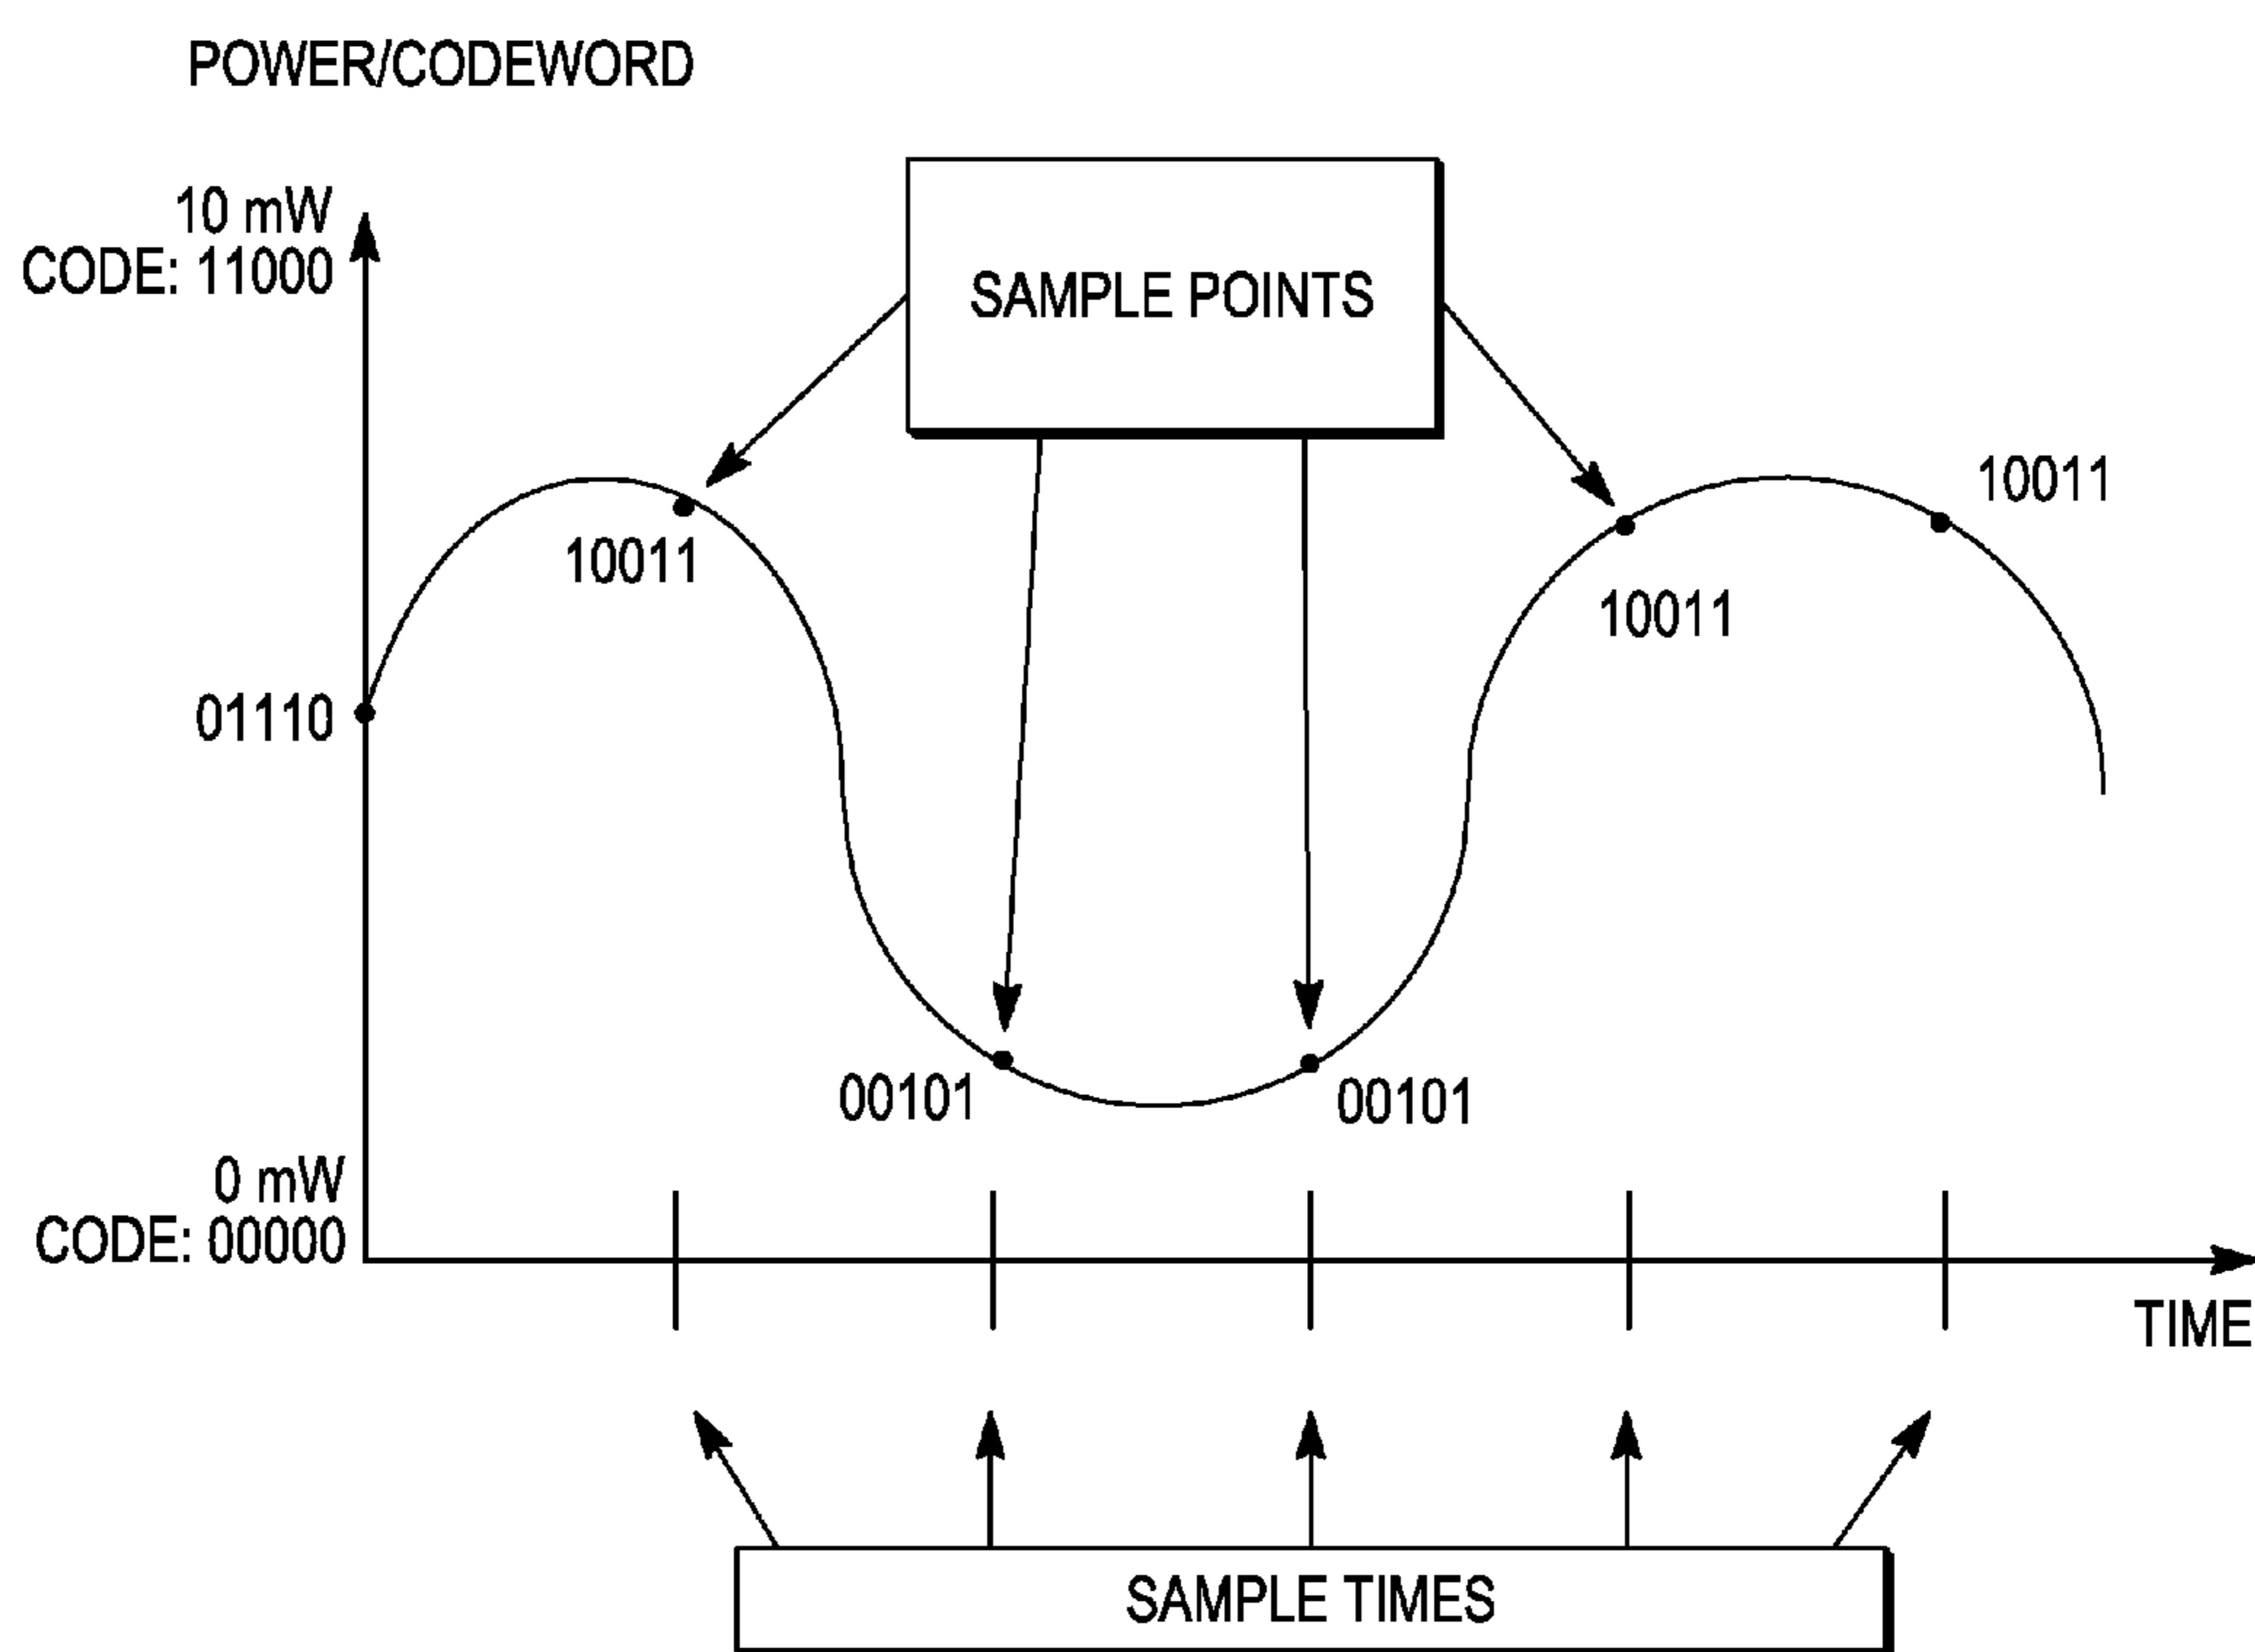 POWER/CODEWORD
10 mW
CODE: 11000
SAMPLE POINTS
10011
10011
10011
01110
00101
00101
0 mW
CODE: 00000
TIME
SAMPLE TIMES